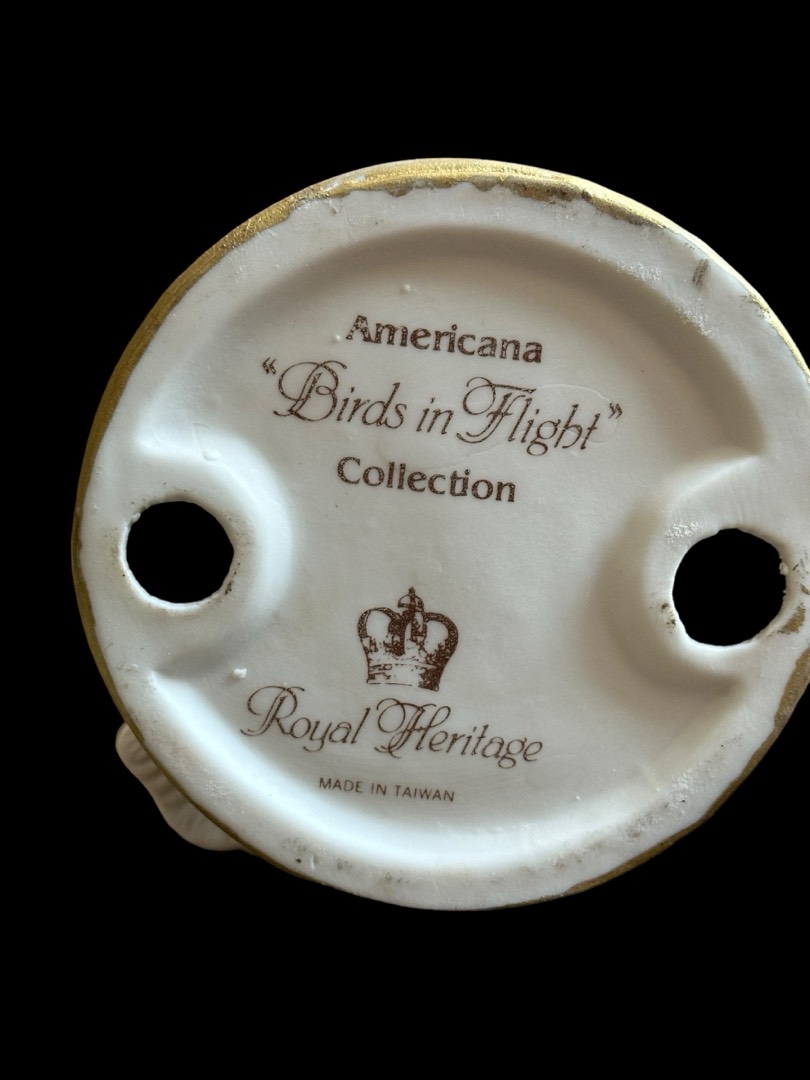 Americana
"Birds in Flight"
Collection
Royal Heritage
MADE IN TAIWAN